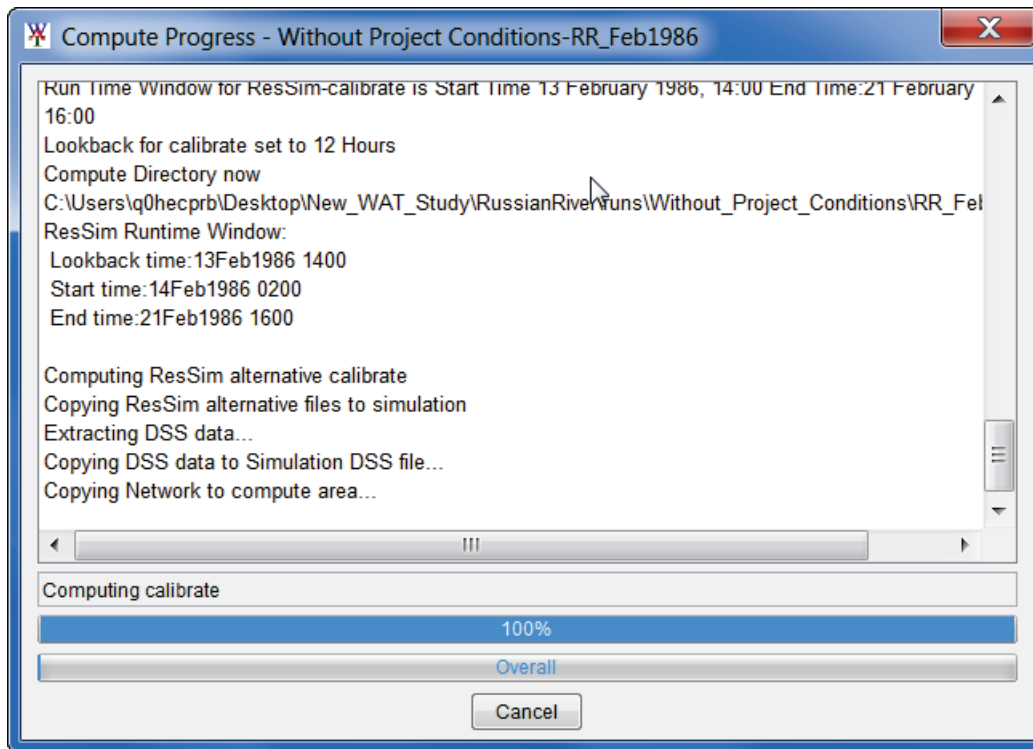 Compute Progress - Without Project Conditions-RR_Feb1986
X
Run Time Window for ResSim-calibrate is Start Time 13 February 1986, 14:00 End Time:21 February
16:00
Lookback for calibrate set to 12 Hours
Compute Directory now
C:\Users\q0hecprb\Desktop\New_WAT_Study\RussianRiver\runs\Without_Project_Conditions\RR_Feb
ResSim Runtime Window:
Lookback time:13Feb1986 1400
Start time:14Feb1986 0200
End time:21Feb1986 1600
Computing ResSim alternative calibrate
Copying ResSim alternative files to simulation
Extracting DSS data...
Copying DSS data to Simulation DSS file...
Copying Network to compute area...
Computing calibrate
100%
Overall
Cancel